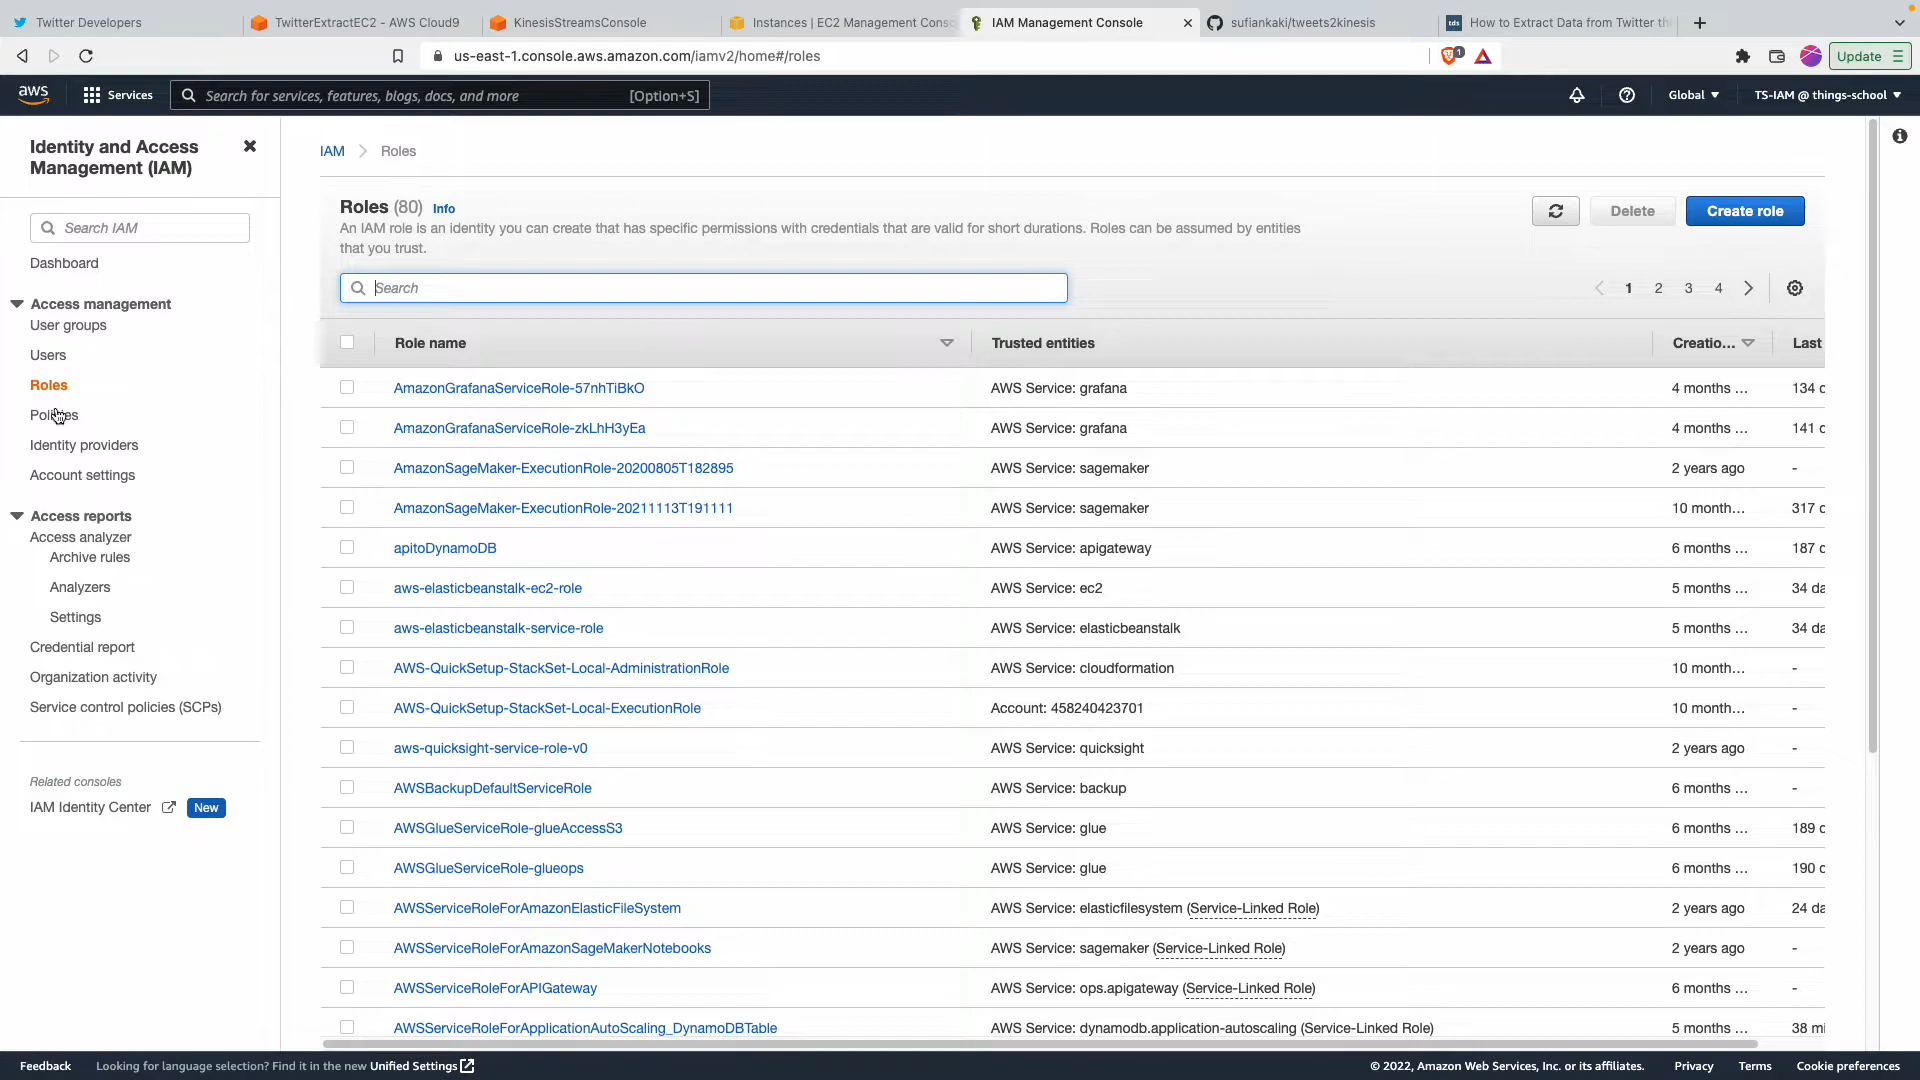 Twitter Developers
TwitterExtractEC2 - AWS Cloud9
KinesisStreamsConsole
Instances | EC2 Management Cons
IAM Management Console
sufiankaki/tweets2kinesis
tds
How to Extract Data from Twitter th
us-east-1.console.aws.amazon.com/iamv2/home#/roles
1
Update
aws
Services
Search for services, features, blogs, docs, and more
[Option+S]
Global
TS-IAM @ things-school
Identity and Access
Management (IAM)
Search IAM
Dashboard
Access management
User groups
Users
Roles
Policies
Identity providers
Account settings
Access reports
Access analyzer
Archive rules
Analyzers
Settings
Credential report
Organization activity
Service control policies (SCPs)
Related consoles
IAM Identity Center New
IAM > Roles
Roles (80) Info
An IAM role is an identity you can create that has specific permissions with credentials that are valid for short durations. Roles can be assumed by entities
that you trust.
Delete
Create role
Search
1 2 3 4
Role name Trusted entities Creatio... Last
AmazonGrafanaServiceRole-57nhTiBkO AWS Service: grafana 4 months ... 134 d
AmazonGrafanaServiceRole-zkLhH3yEa AWS Service: grafana 4 months ... 141 d
AmazonSageMaker-ExecutionRole-20200805T182895 AWS Service: sagemaker 2 years ago -
AmazonSageMaker-ExecutionRole-20211113T191111 AWS Service: sagemaker 10 month... 317 d
apitoDynamoDB AWS Service: apigateway 6 months ... 187 d
aws-elasticbeanstalk-ec2-role AWS Service: ec2 5 months ... 34 da
aws-elasticbeanstalk-service-role AWS Service: elasticbeanstalk 5 months ... 34 da
AWS-QuickSetup-StackSet-Local-AdministrationRole AWS Service: cloudformation 10 month... -
AWS-QuickSetup-StackSet-Local-ExecutionRole Account: 458240423701 10 month... -
aws-quicksight-service-role-v0 AWS Service: quicksight 2 years ago -
AWSBackupDefaultServiceRole AWS Service: backup 6 months ... -
AWSGlueServiceRole-glueAccessS3 AWS Service: glue 6 months ... 189 d
AWSGlueServiceRole-glueops AWS Service: glue 6 months ... 190 d
AWSServiceRoleForAmazonElasticFileSystem AWS Service: elasticfilesystem (Service-Linked Role) 2 years ago 24 da
AWSServiceRoleForAmazonSageMakerNotebooks AWS Service: sagemaker (Service-Linked Role) 2 years ago -
AWSServiceRoleForAPIGateway AWS Service: ops.apigateway (Service-Linked Role) 6 months ... -
AWSServiceRoleForApplicationAutoScaling_DynamoDBTable AWS Service: dynamodb.application-autoscaling (Service-Linked Role) 5 months ... 38 mi
Feedback Looking for language selection? Find it in the new Unified Settings © 2022, Amazon Web Services, Inc. or its affiliates. Privacy Terms Cookie preferences